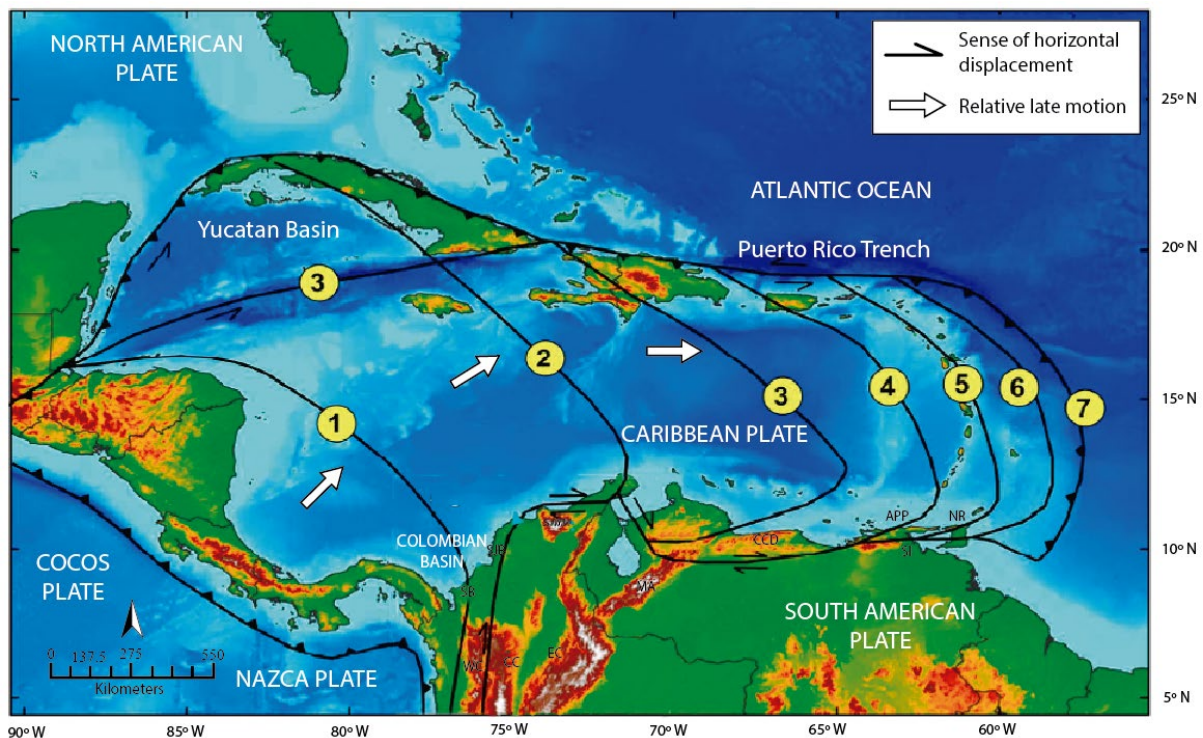 NORTH AMERICAN
PLATE
Sense of horizontal
displacement
Relative late motion
25° N
ATLANTIC OCEAN
Yucatan Basin
Puerto Rico Trench
20° N
3
2
3
4
5
6
7
15° N
1
CARIBBEAN PLATE
COLOMBIAN
BASIN
SJB
SB
APP
NR
CCD
SI
10° N
COCOS
PLATE
MA
SOUTH AMERICAN
PLATE
EC
CC
0 137.5 275 550
Kilometers
NAZCA PLATE
5° N
90° W 85° W 80° W 75° W 70° W 65° W 60° W